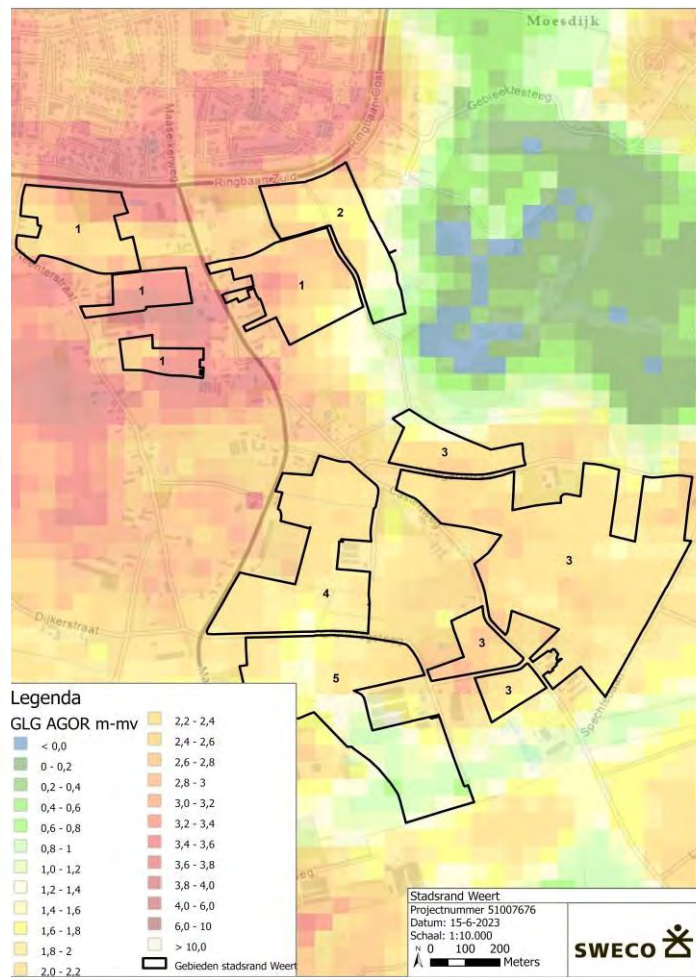 Moesdijk
Gebleektesteeg
Maaseikerweg
Ringbaan Oost
Ringbaan Zuid
2
1
1
1
1
3
3
4
Dijkerstraat
3
3
5
Legenda
GLG AGOR m-mv
< 0,0
0 - 0,2
0,2 - 0,4
0,4 - 0,6
0,6 - 0,8
0,8 - 1
1,0 - 1,2
1,2 - 1,4
1,4 - 1,6
1,6 - 1,8
1,8 - 2
2,0 - 2,2
2,2 - 2,4
2,4 - 2,6
2,6 - 2,8
2,8 - 3
3,0 - 3,2
3,2 - 3,4
3,4 - 3,6
3,6 - 3,8
3,8 - 4,0
4,0 - 6,0
6,0 - 10
> 10,0
Gebieden stadsrand Weert
Stadsrand Weert
Projectnummer 51007676
Datum: 15-6-2023
Schaal: 1:10.000
N
0 100 200
Meters
SWECO